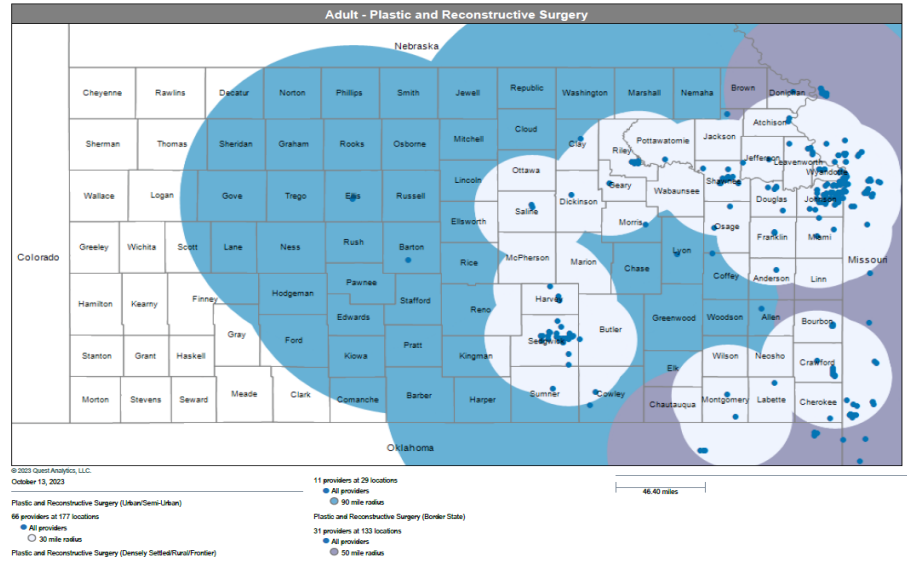 Adult - Plastic and Reconstructive Surgery
Nebraska
Cheyenne Rawlins Decatur Norton Phillips Smith Jewell Republic Washington Marshall Nemaha Brown Doniphan
Atchison
Sherman Thomas Sheridan Graham Rooks Osborne Mitchell Cloud Clay Riley Pottawatomie Jackson
Jefferson Leavenworth
Wyandotte
Wallace Logan Gove Trego Ellis Russell Lincoln Ottawa Saline Dickinson Geary Wabaunsee Shawnee Douglas Johnson
Greeley Wichita Scott Lane Ness Rush Barton Ellsworth McPherson Marion Morris Lyon Osage Franklin Miami
Colorado
Missouri
Rice Chase Coffey Anderson Linn
Hamilton Kearny Finney Hodgeman Pawnee Stafford Reno Harvey
Gray Ford Edwards Pratt Kingman Sedgwick Butler Greenwood Woodson Allen Bourbon
Stanton Grant Haskell Kiowa Elk Wilson Neosho Crawford
Morton Stevens Seward Meade Clark Comanche Barber Harper Sumner Cowley Chautauqua Montgomery Labette Cherokee
Oklahoma
© 2023 Quest Analytics, LLC.
October 13, 2023
Plastic and Reconstructive Surgery (Urban/Semi-Urban)
66 providers at 177 locations
All providers
30 mile radius
Plastic and Reconstructive Surgery (Densely Settled/Rural/Frontier)
11 providers at 29 locations
All providers
90 mile radius
Plastic and Reconstructive Surgery (Border State)
31 providers at 133 locations
All providers
50 mile radius
46.40 miles